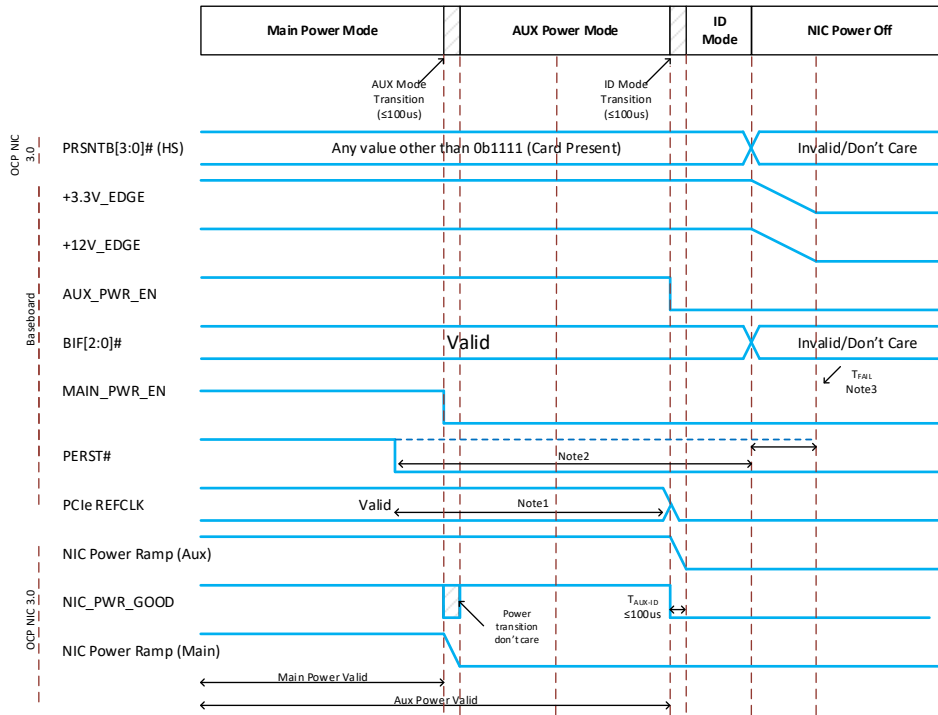 Main Power Mode
AUX Power Mode
ID
Mode
NIC Power Off
AUX Mode
Transition
(≤100us)
ID Mode
Transition
(≤100us)
OCP NIC
3.0
PRSNTB[3:0]# (HS)
Any value other than 0b1111 (Card Present)
Invalid/Don't Care
+3.3V_EDGE
+12V_EDGE
AUX_PWR_EN
Baseboard
BIF[2:0]#
Valid
Invalid/Don't Care
TFAIL
Note3
MAIN_PWR_EN
PERST#
Note2
PCIe REFCLK
Valid
Note1
NIC Power Ramp (Aux)
OCP NIC 3.0
NIC_PWR_GOOD
Power
transition
don't care
TAUX-ID
≤100us
NIC Power Ramp (Main)
Main Power Valid
Aux Power Valid